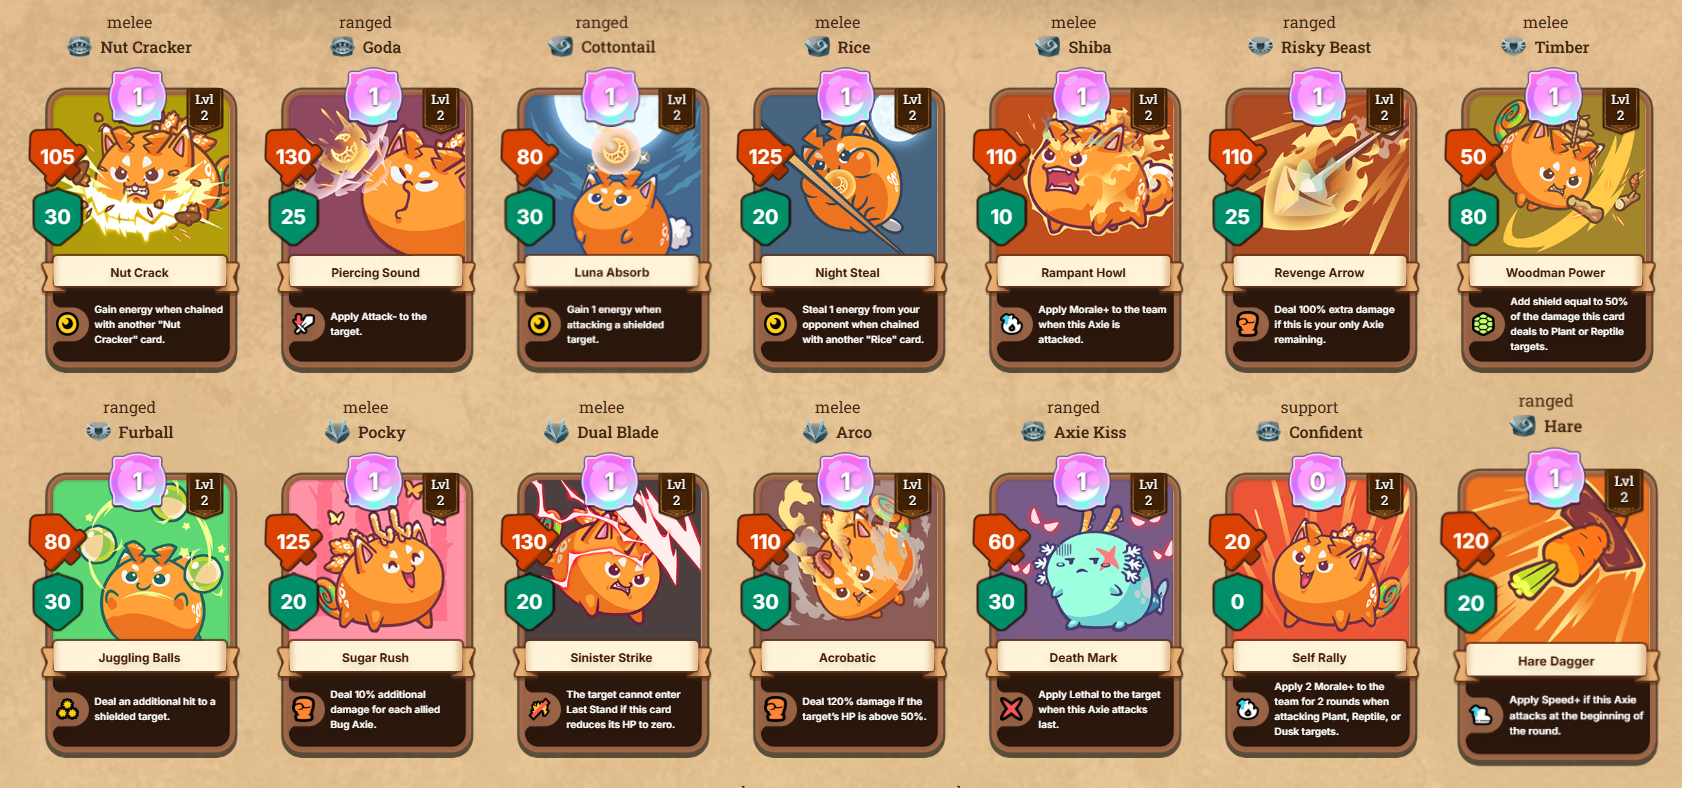 melee
Nut Cracker
1
Lvl
2
105
30
Nut Crack
Gain energy when chained
with another "Nut
Cracker" card.
ranged
Goda
1
Lvl
2
130
25
Piercing Sound
Apply Attack- to the
target.
ranged
Cottontail
1
Lvl
2
80
30
Luna Absorb
Gain 1 energy when
attacking a shielded
target.
melee
Rice
1
Lvl
2
125
20
Night Steal
Steal 1 energy from your
opponent when chained
with another "Rice" card.
melee
Shiba
1
Lvl
2
110
10
Rampant Howl
Apply Morale+ to the team
when this Axie is
attacked.
ranged
Risky Beast
1
Lvl
2
110
25
Revenge Arrow
Deal 100% extra damage
if this is your only Axie
remaining.
melee
Timber
1
Lvl
2
50
80
Woodman Power
Add shield equal to 50%
of the damage this card
deals to Plant or Reptile
targets.
ranged
Furball
1
Lvl
2
80
30
Juggling Balls
Deal an additional hit to a
shielded target.
melee
Pocky
1
Lvl
2
125
20
Sugar Rush
Deal 10% additional
damage for each allied
Bug Axie.
melee
Dual Blade
1
Lvl
2
130
20
Sinister Strike
The target cannot enter
Last Stand if this card
reduces its HP to zero.
melee
Arco
1
Lvl
2
110
30
Acrobatic
Deal 120% damage if the
target's HP is above 50%.
ranged
Axie Kiss
1
Lvl
2
60
30
Death Mark
Apply Lethal to the target
when this Axie attacks
last.
support
Confident
0
Lvl
2
20
0
Self Rally
Apply 2 Morale+ to the
team for 2 rounds when
attacking Plant, Reptile, or
Dusk targets.
ranged
Hare
1
Lvl
2
120
20
Hare Dagger
Apply Speed+ if this Axie
attacks at the beginning of
the round.